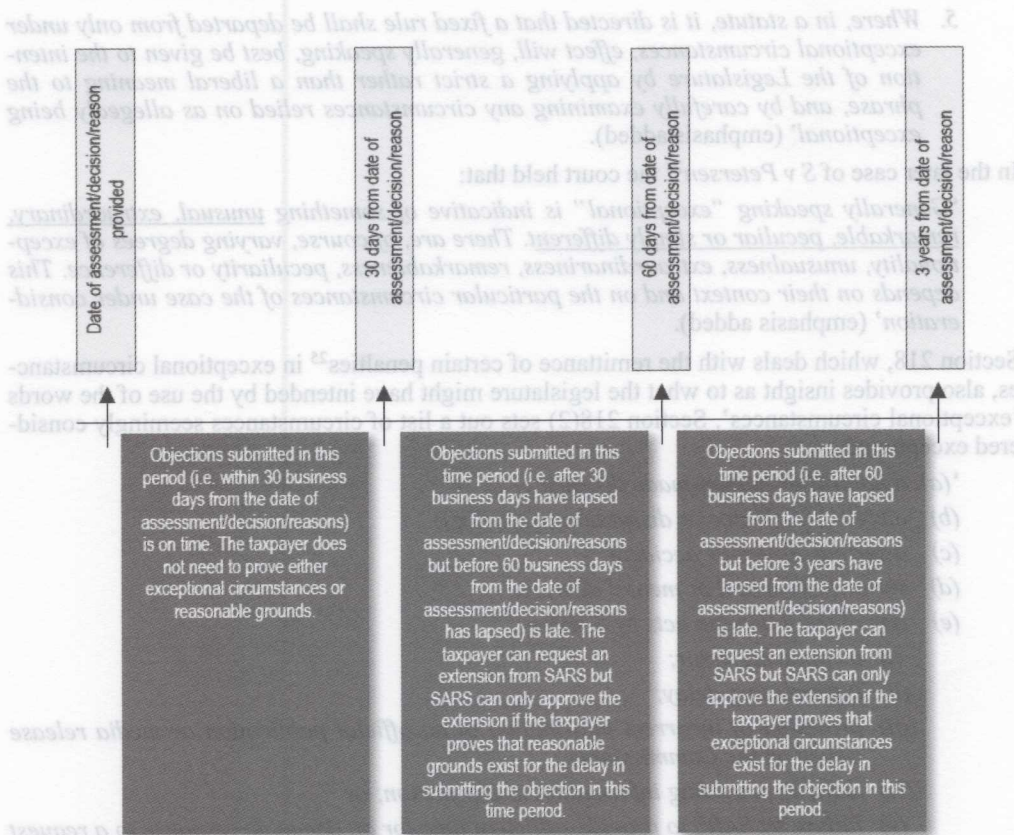 Date of assessment/decision/reason
provided
30 days from date of
assessment/decision/reason
60 days from date of
assessment/decision/reason
3 years from date of
assessment/decision/reason
Objections submitted in this
period (i.e. within 30 business
days from the date of
assessment/decision/reasons)
is on time. The taxpayer does
not need to prove either
exceptional circumstances or
reasonable grounds.
Objections submitted in this
time period (i.e. after 30
business days have lapsed
from the date of
assessment/decision/reasons
but before 60 business days
from the date of
assessment/decision/reasons
has lapsed) is late. The
taxpayer can request an
extension from SARS but
SARS can only approve the
extension if the taxpayer
proves that reasonable
grounds exist for the delay in
submitting the objection in this
time period.
Objections submitted in this
time period (i.e. after 60
business days have lapsed
from the date of
assessment/decision/reasons
but before 3 years have
lapsed from the date of
assessment/decision/reasons)
is late. The taxpayer can
request an extension from
SARS but SARS can only
approve the extension if the
taxpayer proves that
exceptional circumstances
exist for the delay in
submitting the objection in this
period.